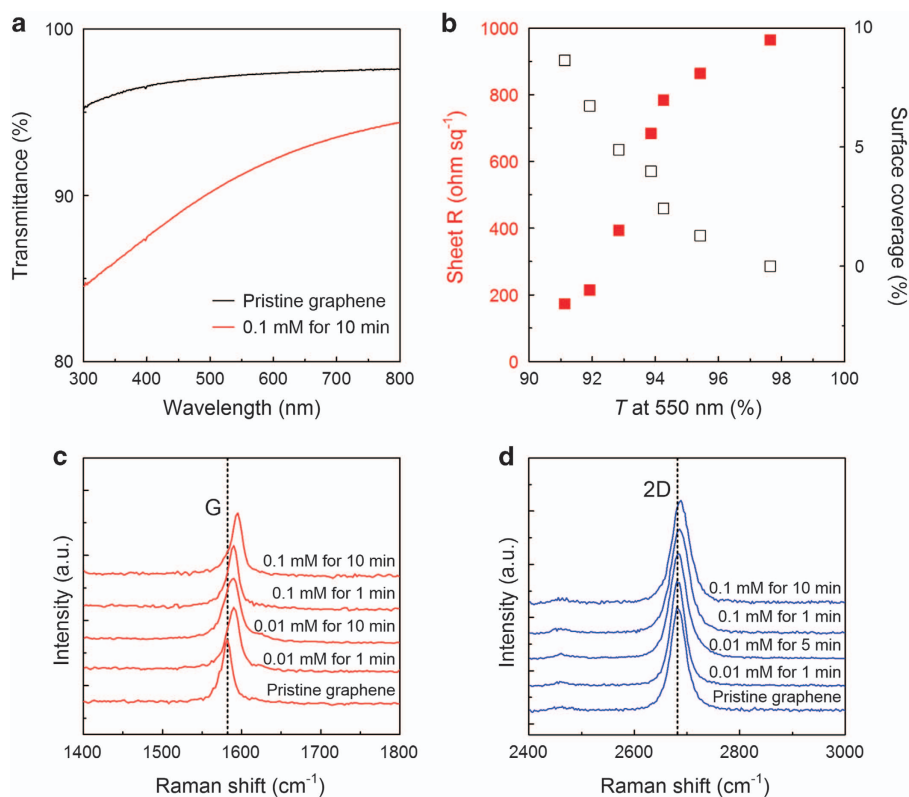 a
100
90
80
Transmittance (%)
Pristine graphene
0.1 mM for 10 min
300 400 500 600 700 800
Wavelength (nm)
b
1000
800
600
400
200
0
Sheet R (ohm sq⁻¹)
10
5
0
Surface coverage (%)
90 92 94 96 98 100
T at 550 nm (%)
c
G
0.1 mM for 10 min
0.1 mM for 1 min
0.01 mM for 10 min
0.01 mM for 1 min
Pristine graphene
Intensity (a.u.)
1400 1500 1600 1700 1800
Raman shift (cm⁻¹)
d
2D
0.1 mM for 10 min
0.1 mM for 1 min
0.01 mM for 5 min
0.01 mM for 1 min
Pristine graphene
Intensity (a.u.)
2400 2600 2800 3000
Raman shift (cm⁻¹)